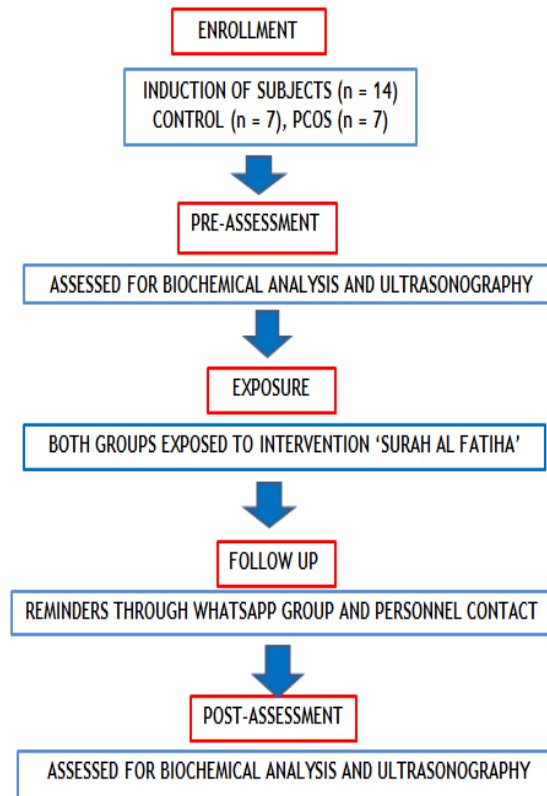 ENROLLMENT
INDUCTION OF SUBJECTS (n = 14)
CONTROL (n = 7), PCOS (n = 7)
PRE-ASSESSMENT
ASSESSED FOR BIOCHEMICAL ANALYSIS AND ULTRASONOGRAPHY
EXPOSURE
BOTH GROUPS EXPOSED TO INTERVENTION ‘SURAH AL FATIHA’
FOLLOW UP
REMINDERS THROUGH WHATSAPP GROUP AND PERSONNEL CONTACT
POST-ASSESSMENT
ASSESSED FOR BIOCHEMICAL ANALYSIS AND ULTRASONOGRAPHY